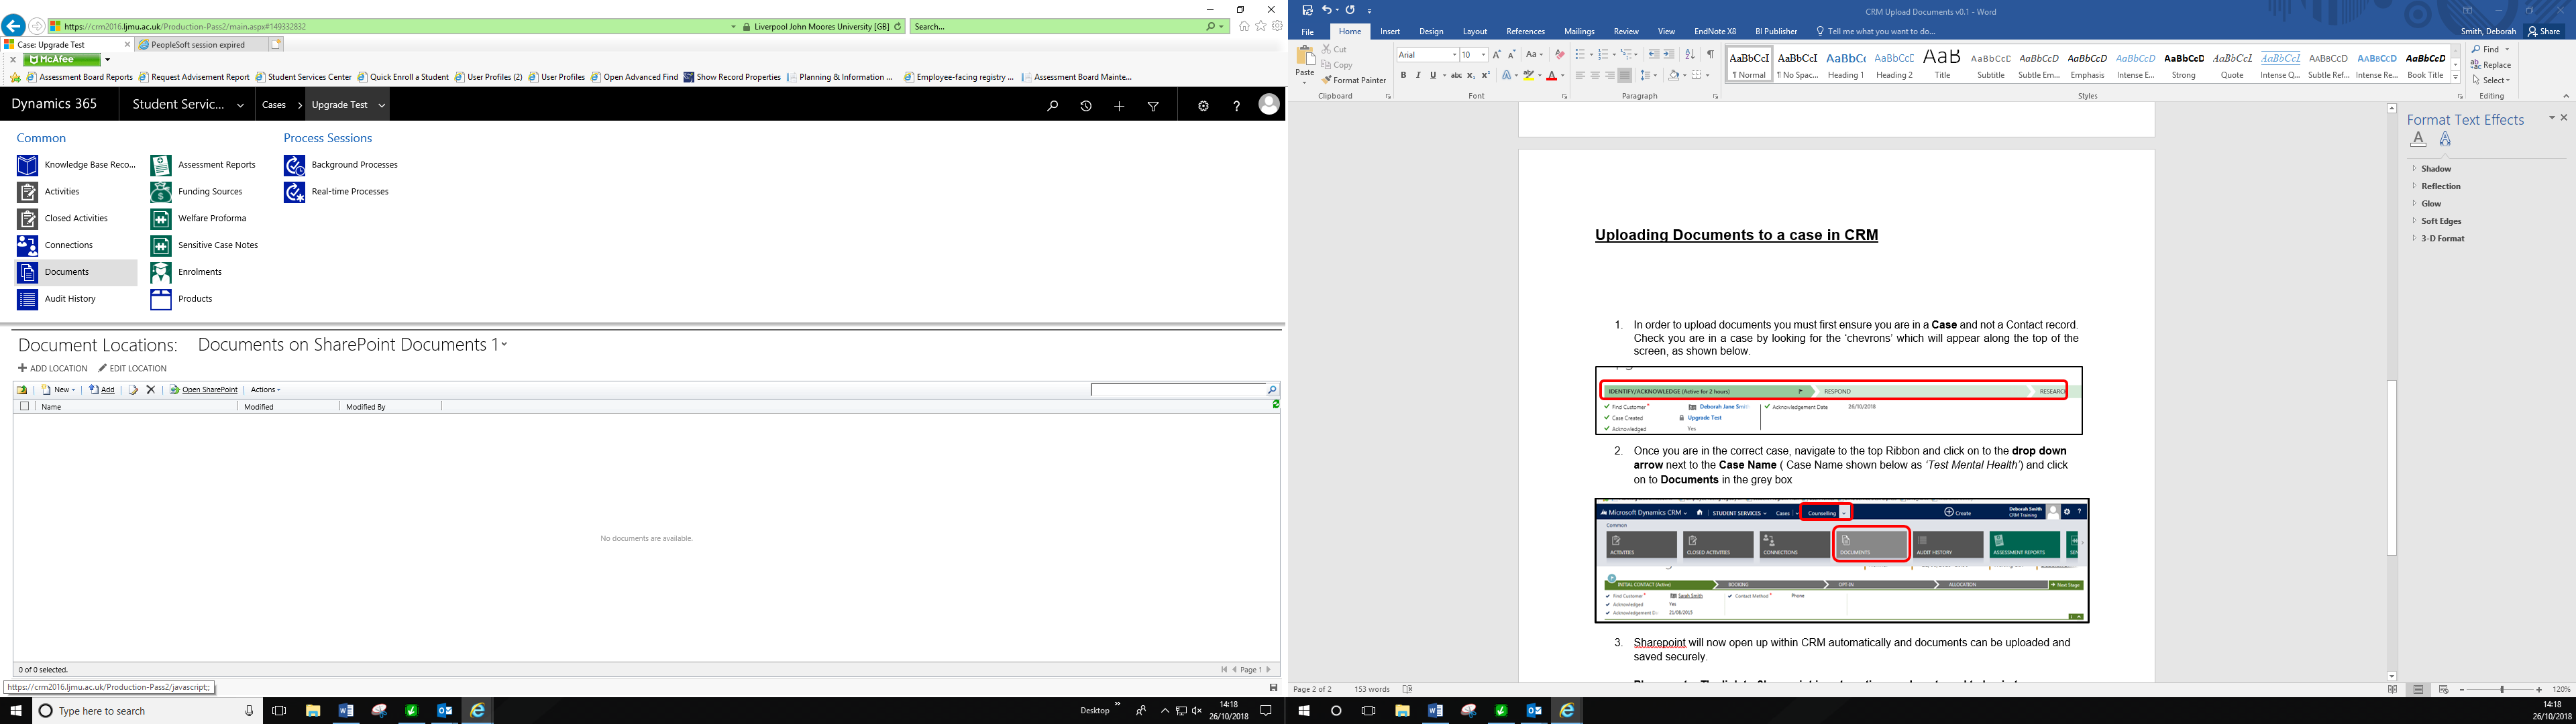 https://crm2016.ljmu.ac.uk/Production-Pass2/main.aspx#149332832
Liverpool John Moores University [GB]
Search...
Case: Upgrade Test
PeopleSoft session expired
McAfee
Assessment Board Reports
Request Advisement Report
Student Services Center
Quick Enroll a Student
User Profiles (2)
User Profiles
Open Advanced Find
Show Record Properties
Planning & Information ...
Employee-facing registry ...
Assessment Board Mainte...
Dynamics 365
Student Servic...
Cases
Upgrade Test
Common
Process Sessions
Knowledge Base Reco...
Assessment Reports
Background Processes
Activities
Funding Sources
Real-time Processes
Closed Activities
Welfare Proforma
Connections
Sensitive Case Notes
Documents
Enrolments
Audit History
Products
Document Locations: Documents on SharePoint Documents 1
ADD LOCATION
EDIT LOCATION
New
Add
Open SharePoint
Actions
Name
Modified
Modified By
No documents are available.
0 of 0 selected.
Page 1
https://crm2016.ljmu.ac.uk/Production-Pass2/javascript:;
Type here to search
Desktop
14:18
26/10/2018
CRM Upload Documents v0.1 - Word
File
Home
Insert
Design
Layout
References
Mailings
Review
View
EndNote X8
BI Publisher
Tell me what you want to do...
Smith, Deborah
Share
Paste
Cut
Copy
Format Painter
Arial
10
Clipboard
Font
Paragraph
AaBbCcI
AaBbCcI
AaBbC
AaBbCcD
AaB
AaBbCcD
AaBbCcD
AaBbCcD
AaBbCcD
AaBbCcD
AaBbCcD
AaBbCcD
AaBbCcD
AaBbCcD
AaBbCcD
¶ Normal
¶ No Spac...
Heading 1
Heading 2
Title
Subtitle
Subtle Em...
Emphasis
Intense E...
Strong
Quote
Intense Q...
Subtle Ref...
Intense Re...
Book Title
Styles
Find
Replace
Select
Editing
Uploading Documents to a case in CRM
1. In order to upload documents you must first ensure you are in a Case and not a Contact record.
Check you are in a case by looking for the 'chevrons' which will appear along the top of the
screen, as shown below.
IDENTIFY/ACKNOWLEDGE (Active for 2 hours)
RESPOND
RESEARCH
Find Customer *
Deborah Jane Smith
Acknowledgement Date
26/10/2018
Case Created
Upgrade Test
Acknowledged
Yes
2. Once you are in the correct case, navigate to the top Ribbon and click on to the drop down
arrow next to the Case Name ( Case Name shown below as 'Test Mental Health') and click
on to Documents in the grey box
Microsoft Dynamics CRM
STUDENT SERVICES
Cases
Counselling
Create
Deborah Smith
CRM Training
Common
ACTIVITIES
CLOSED ACTIVITIES
CONNECTIONS
DOCUMENTS
AUDIT HISTORY
ASSESSMENT REPORTS
INITIAL CONTACT (Active)
BOOKING
OPT-IN
ALLOCATION
Next Stage
Find Customer *
Sarah Smith
Contact Method *
Phone
Acknowledged
Yes
Acknowledgement D
21/08/2015
3. Sharepoint will now open up within CRM automatically and documents can be uploaded and
saved securely.
Format Text Effects
Shadow
Reflection
Glow
Soft Edges
3-D Format
Page 2 of 2
153 words
120%
14:18
26/10/2018